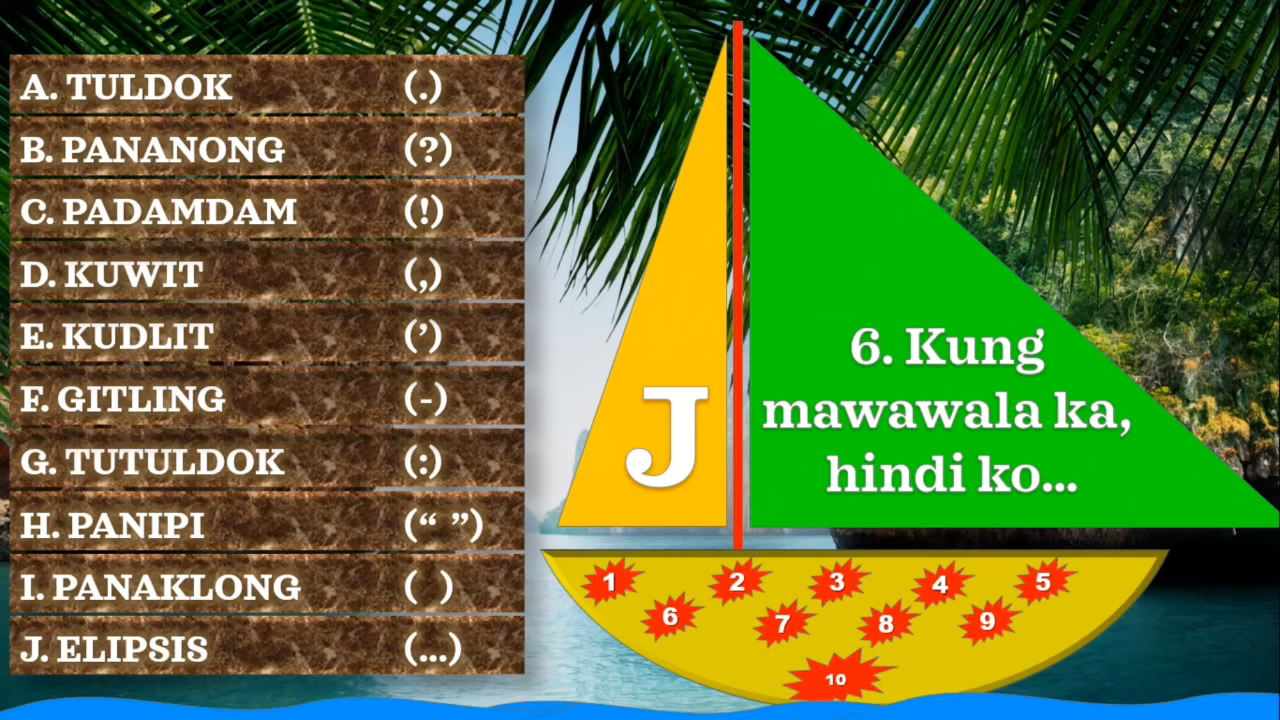 A. TULDOK (.)
B. PANANONG (?)
C. PADAMDAM (!)
D. KUWIT (,)
E. KUDLIT (’)
F. GITLING (-)
G. TUTULDOK (:)
H. PANIPI (“ ”)
I. PANAKLONG ( )
J. ELIPSIS (...)
J
6. Kung
mawawala ka,
hindi ko...
1 2 3 4 5
6 7 8 9
10